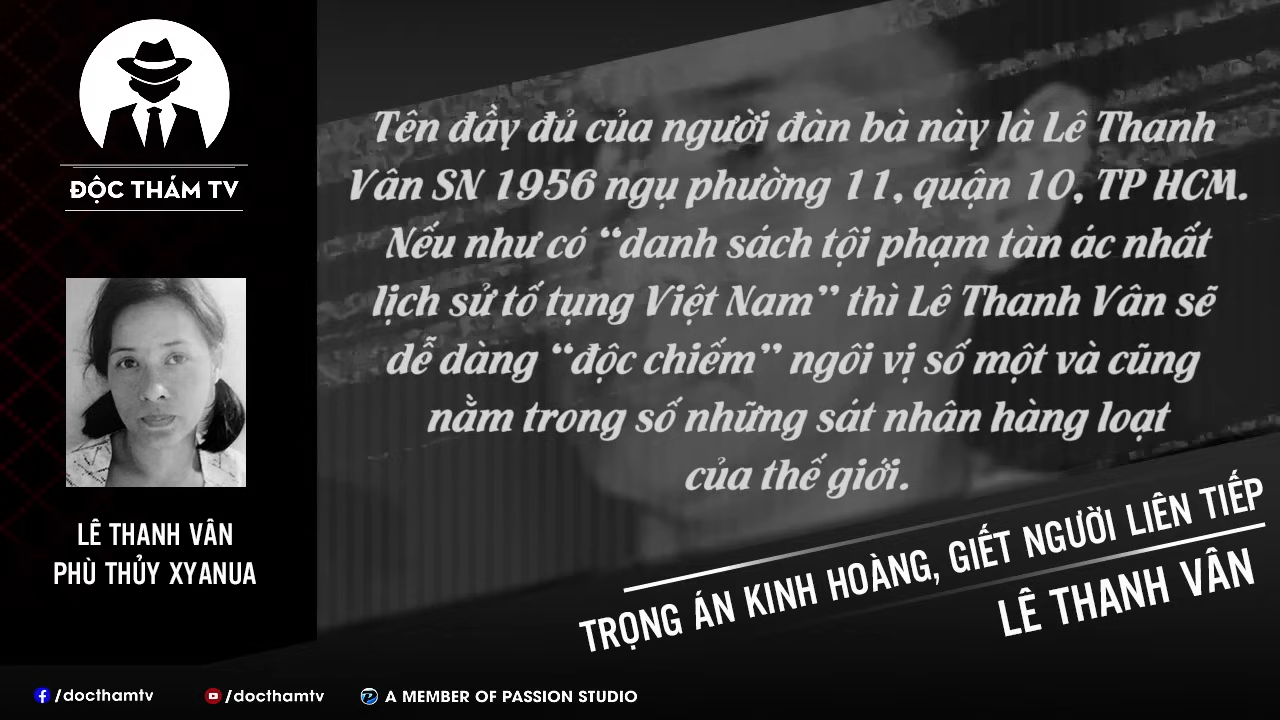 ĐỘC THÁM TV
LÊ THANH VÂN
PHÙ THỦY XYANUA
Tên đầy đủ của người đàn bà này là Lê Thanh
Vân SN 1956 ngụ phường 11, quận 10, TP HCM.
Nếu như có “danh sách tội phạm tàn ác nhất
lịch sử tố tụng Việt Nam” thì Lê Thanh Vân sẽ
dễ dàng “độc chiếm” ngôi vị số một và cũng
nằm trong số những sát nhân hàng loạt
của thế giới.
TRỌNG ÁN KINH HOÀNG, GIẾT NGƯỜI LIÊN TIẾP
LÊ THANH VÂN
/docthamtv /docthamtv A MEMBER OF PASSION STUDIO